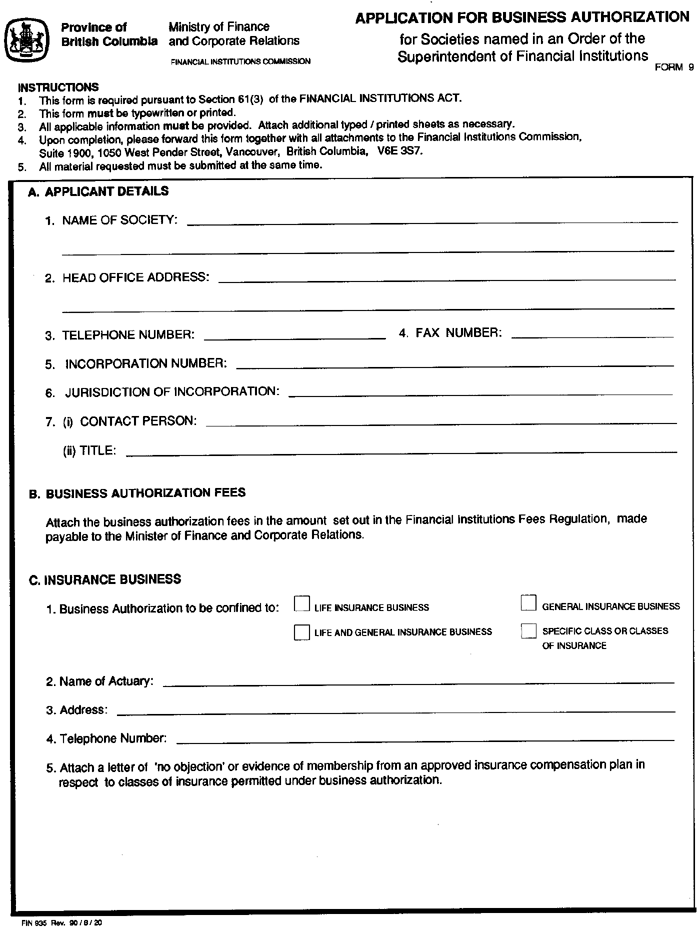 Province of British Columbia
Ministry of Finance and Corporate Relations
FINANCIAL INSTITUTIONS COMMISSION
APPLICATION FOR BUSINESS AUTHORIZATION
for Societies named in an Order of the
Superintendent of Financial Institutions
FORM 9
INSTRUCTIONS
1. This form is required pursuant to Section 61(3) of the FINANCIAL INSTITUTIONS ACT.
2. This form must be typewritten or printed.
3. All applicable information must be provided. Attach additional typed / printed sheets as necessary.
4. Upon completion, please forward this form together with all attachments to the Financial Institutions Commission,
Suite 1900, 1050 West Pender Street, Vancouver, British Columbia, V6E 3S7.
5. All material requested must be submitted at the same time.
A. APPLICANT DETAILS
1. NAME OF SOCIETY:
2. HEAD OFFICE ADDRESS:
3. TELEPHONE NUMBER: 4. FAX NUMBER:
5. INCORPORATION NUMBER:
6. JURISDICTION OF INCORPORATION:
7. (i) CONTACT PERSON:
(ii) TITLE:
B. BUSINESS AUTHORIZATION FEES
Attach the business authorization fees in the amount set out in the Financial Institutions Fees Regulation, made
payable to the Minister of Finance and Corporate Relations.
C. INSURANCE BUSINESS
1. Business Authorization to be confined to: LIFE INSURANCE BUSINESS GENERAL INSURANCE BUSINESS
LIFE AND GENERAL INSURANCE BUSINESS SPECIFIC CLASS OR CLASSES
OF INSURANCE
2. Name of Actuary:
3. Address:
4. Telephone Number:
5. Attach a letter of 'no objection' or evidence of membership from an approved insurance compensation plan in
respect to classes of insurance permitted under business authorization.
FIN 935 Rev. 90 / 8 / 20